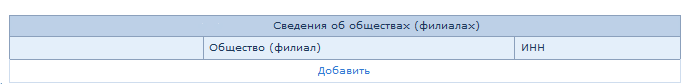 Сведения об обществах (филиалах)
Общество (филиал) ИНН
Добавить